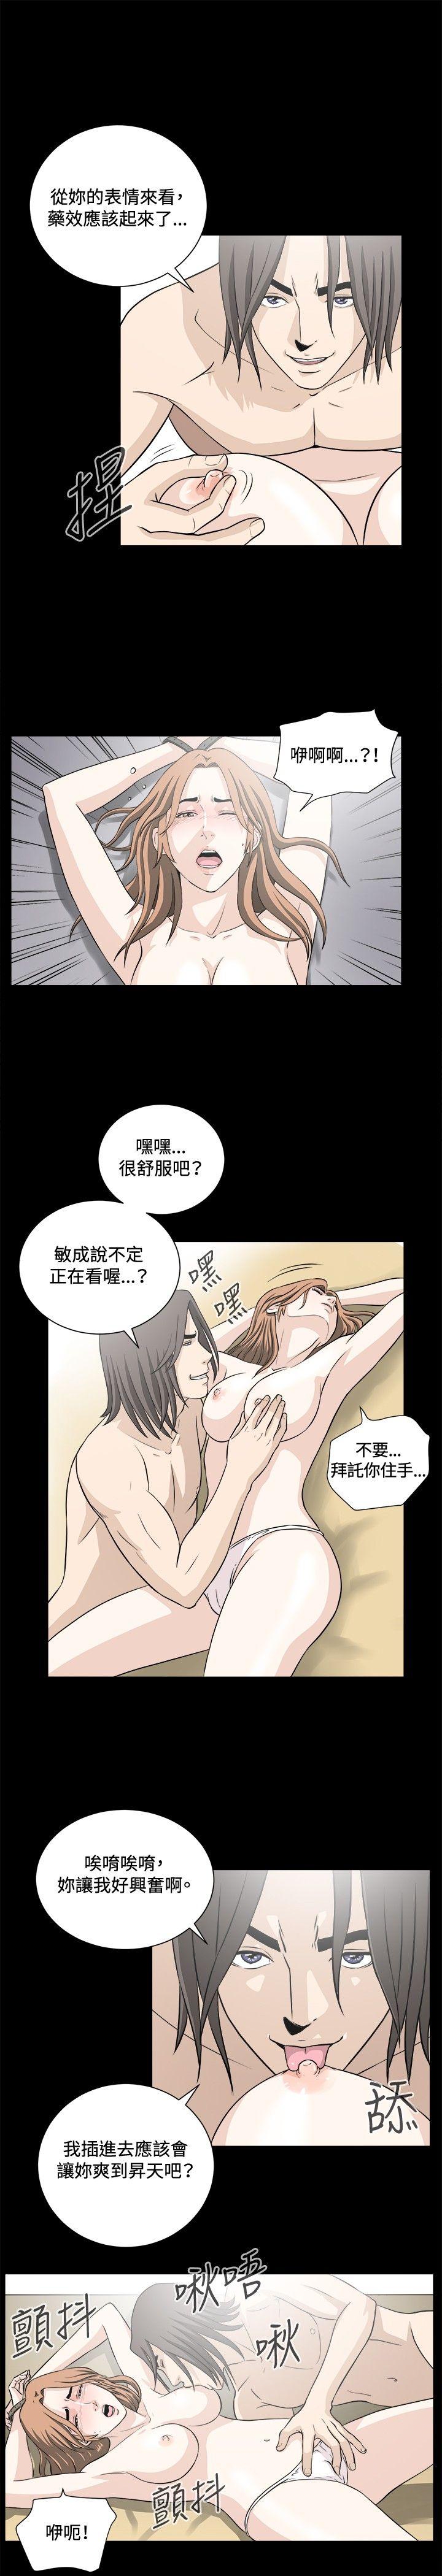 從妳的表情來看,
藥效應該起來了...
捏
咿啊啊...?!
嘿嘿...
很舒服吧?
敏成說不定
正在看喔...?
嘿
嘿
不要...
拜託你住手...
唉唷唉唷,
妳讓我好興奮啊。
舔
我插進去應該會
讓妳爽到昇天吧?
啾唔
啾
顫抖
顫抖
咿呃!